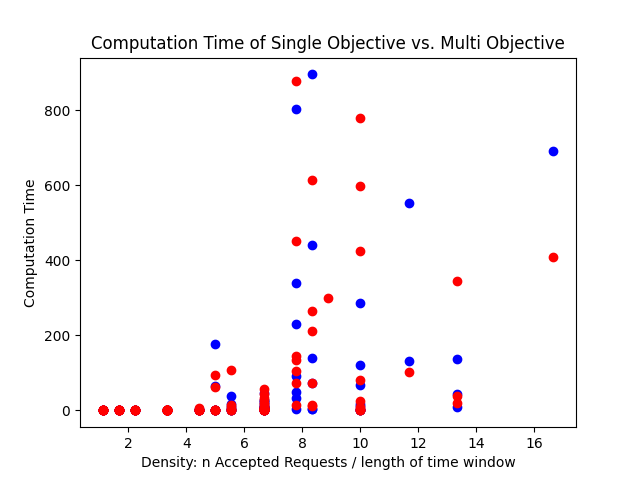 Computation Time of Single Objective vs. Multi Objective
800
600
400
200
0
Computation Time
2 4 6 8 10 12 14 16
Density: n Accepted Requests / length of time window